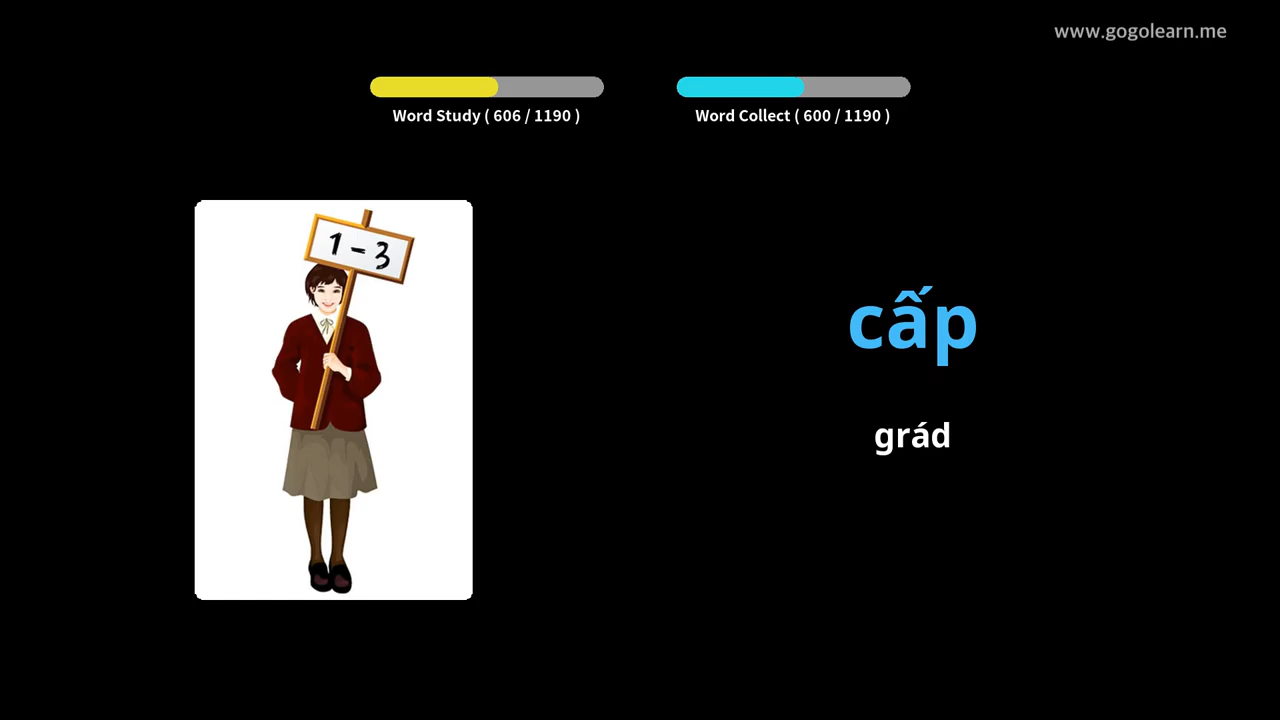 www.gogolearn.me
Word Study ( 606 / 1190 )
Word Collect ( 600 / 1190 )
1 - 3
cấp
grád